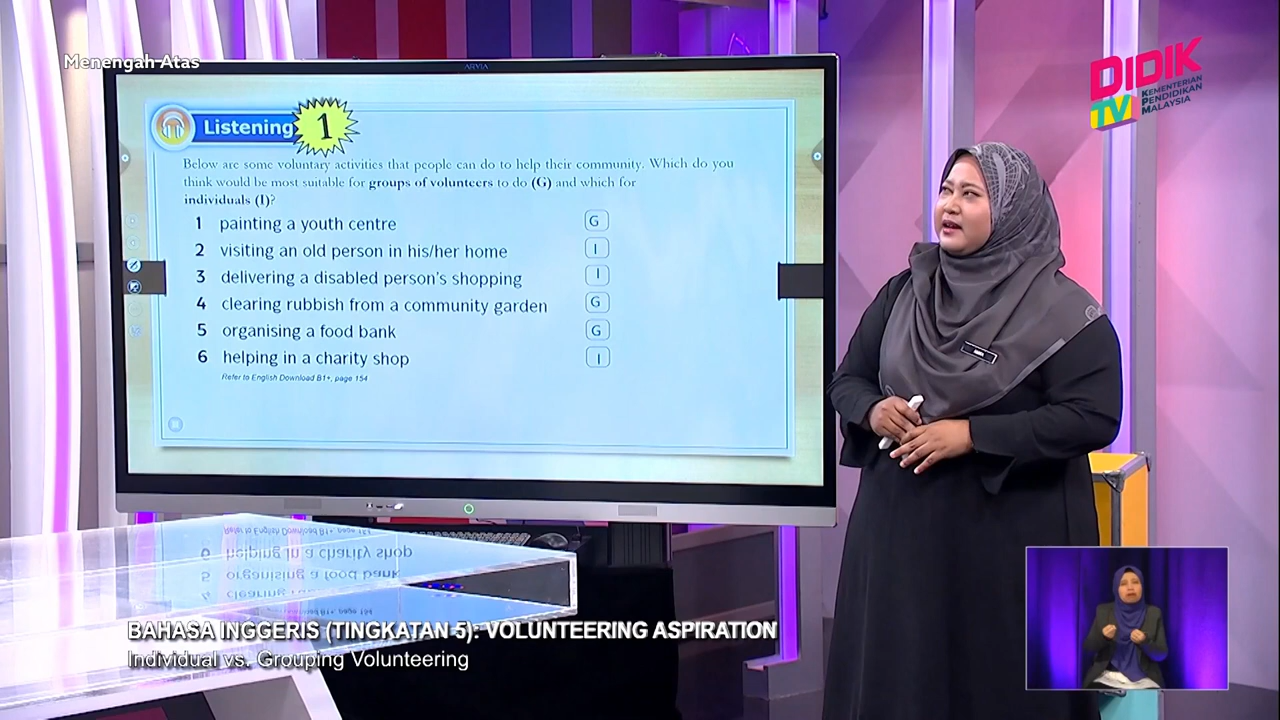 Menengah Atas
ARVIA
DIDIK
TV
KEMENTERIAN
PENDIDIKAN
MALAYSIA
Listening 1
Below are some voluntary activities that people can do to help their community. Which do you
think would be most suitable for groups of volunteers to do (G) and which for
individuals (I)?
1 painting a youth centre G
2 visiting an old person in his/her home I
3 delivering a disabled person's shopping I
4 clearing rubbish from a community garden G
5 organising a food bank G
6 helping in a charity shop I
Refer to English Download B1+, page 154
BAHASA INGGERIS (TINGKATAN 5): VOLUNTEERING ASPIRATION
Individual vs. Grouping Volunteering